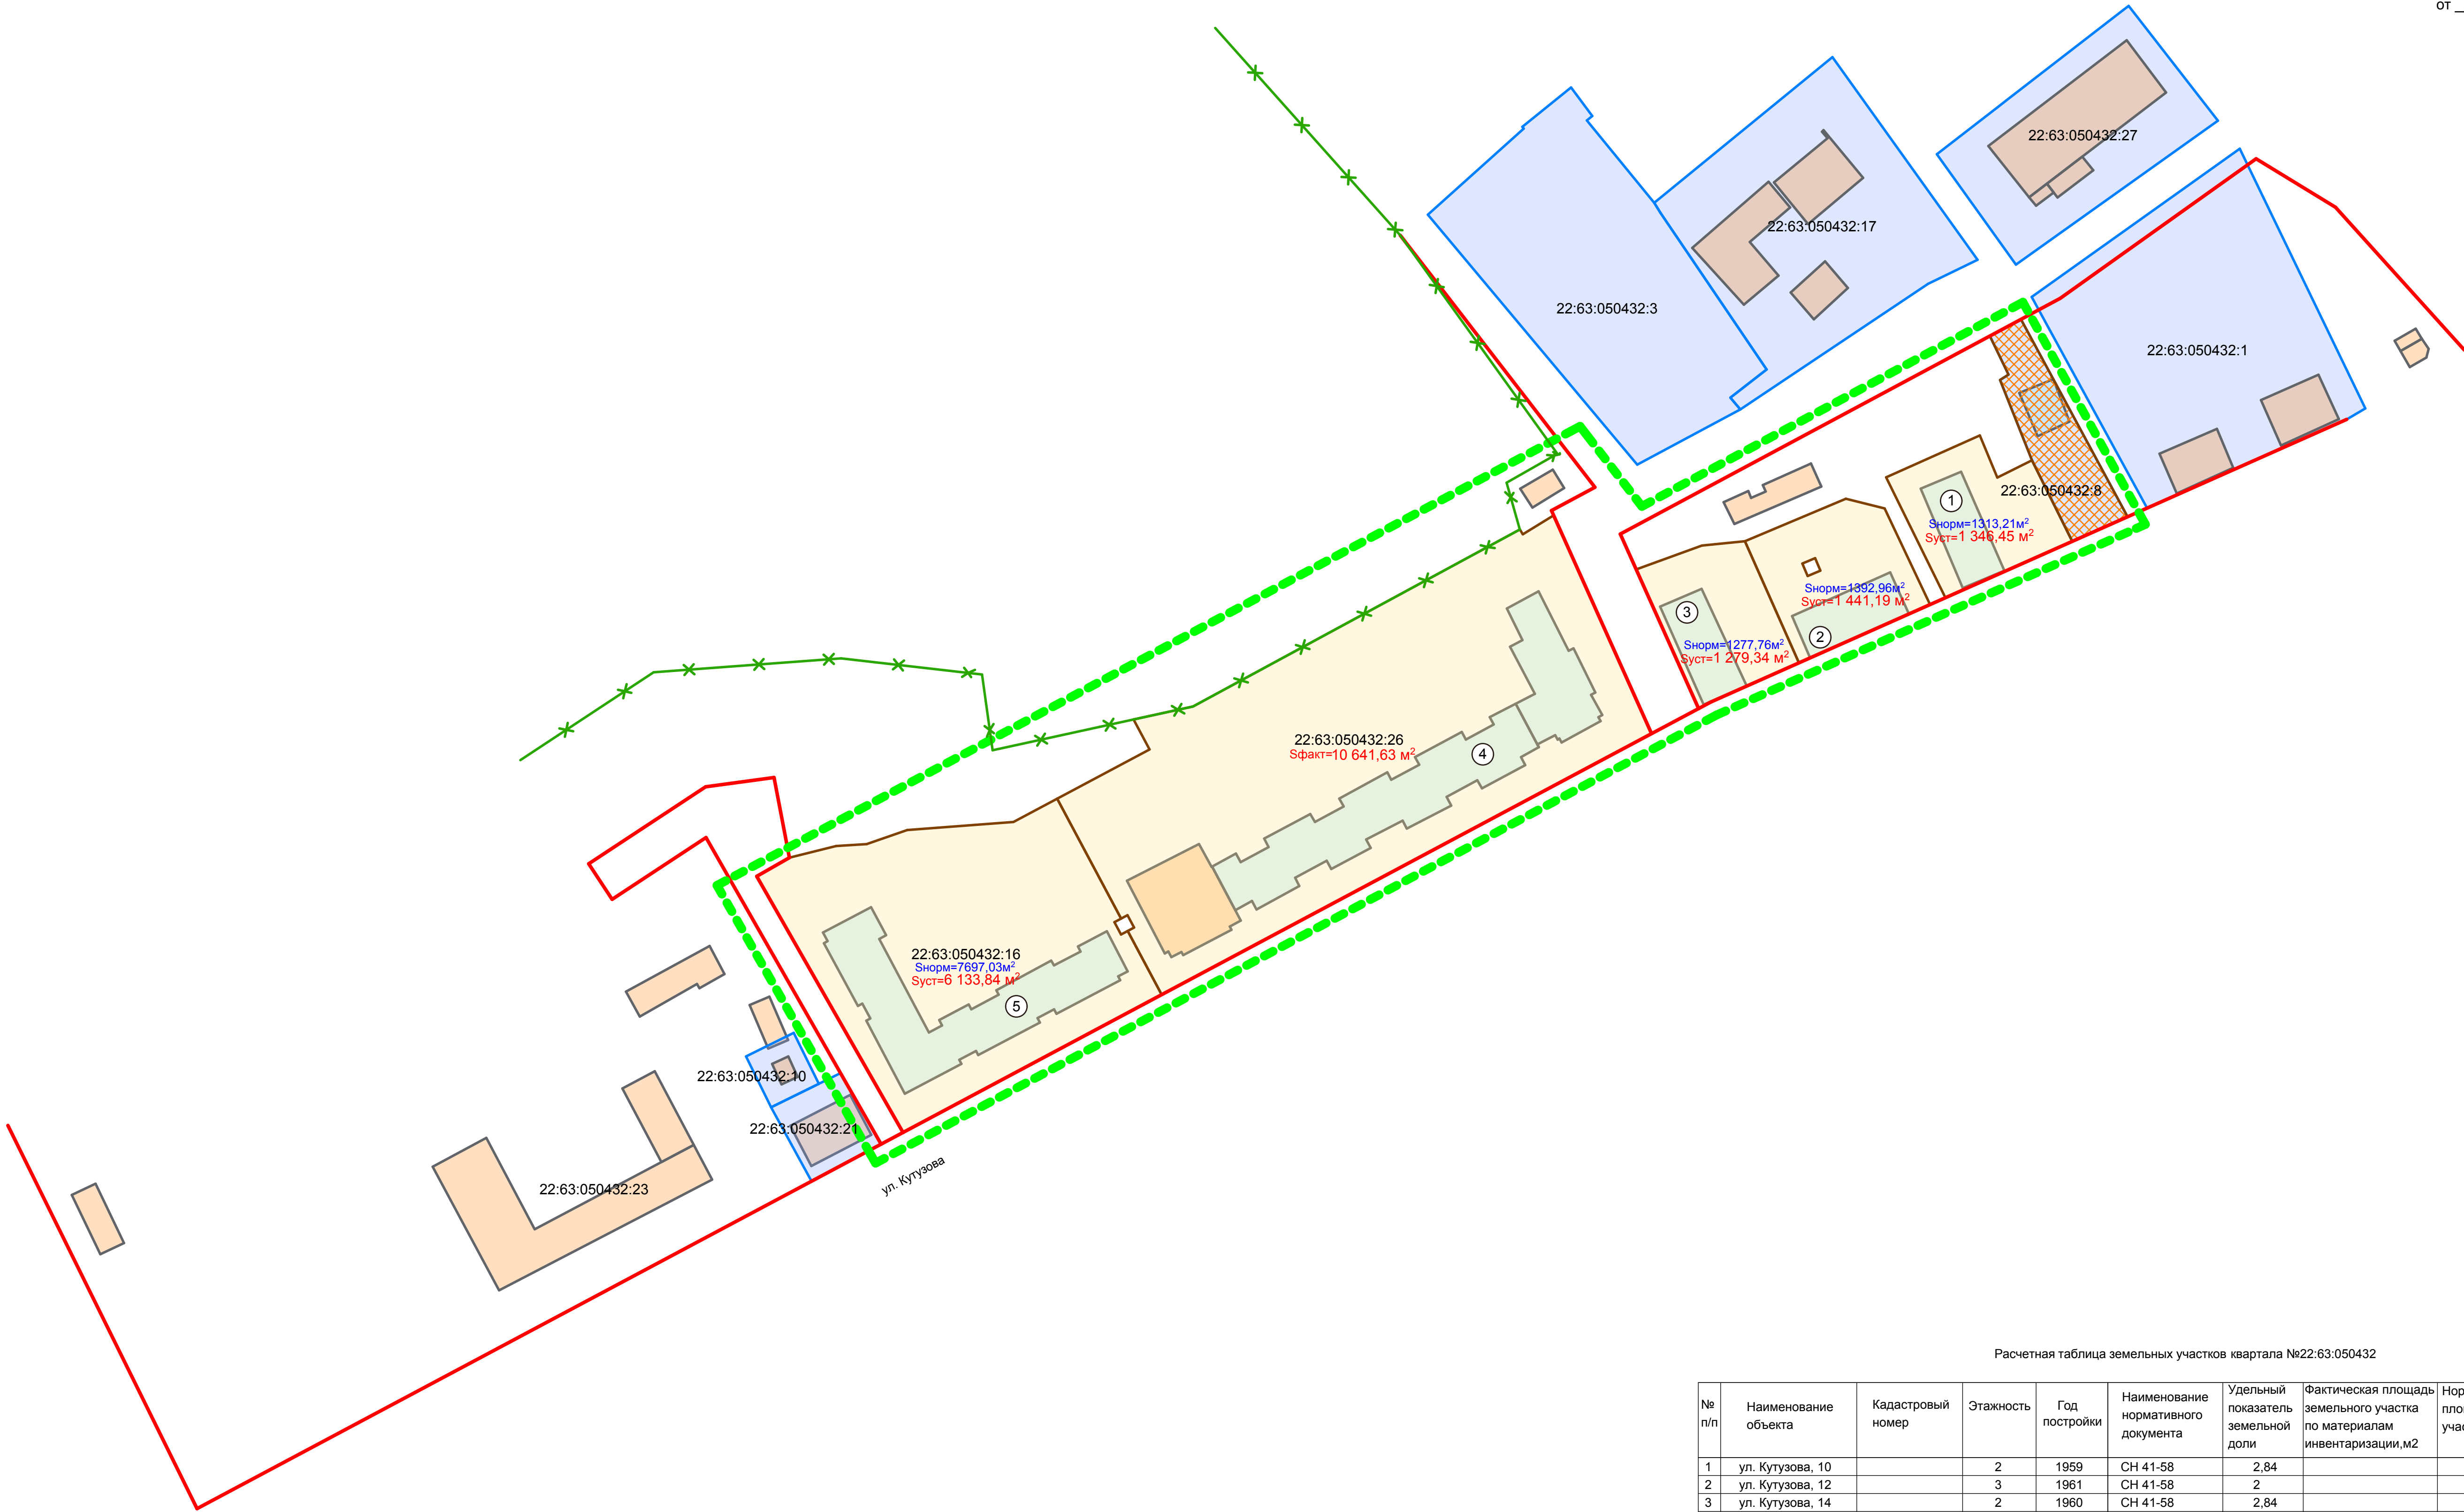 от _
22:63:050432:27
22:63:050432:17
22:63:050432:3
22:63:050432:1
22:63:050432:8
1
Sнорм=1313,21м²
Sуст=1 346,45 м²
Sнорм=1392,96м²
Sуст=1 441,19 м²
2
3
Sнорм=1277,76м²
Sуст=1 279,34 м²
22:63:050432:26
Sфакт=10 641,63 м²
4
22:63:050432:16
Sнорм=7697,03м²
Sуст=6 133,84 м²
5
22:63:050432:10
22:63:050432:21
22:63:050432:23
ул. Кутузова
Расчетная таблица земельных участков квартала №22:63:050432
№ п/п
Наименование объекта
Кадастровый номер
Этажность
Год постройки
Наименование нормативного документа
Удельный показатель земельной доли
Фактическая площадь земельного участка по материалам инвентаризации,м2
1 ул. Кутузова, 10 2 1959 СН 41-58 2,84
2 ул. Кутузова, 12 3 1961 СН 41-58 2
3 ул. Кутузова, 14 2 1960 СН 41-58 2,84